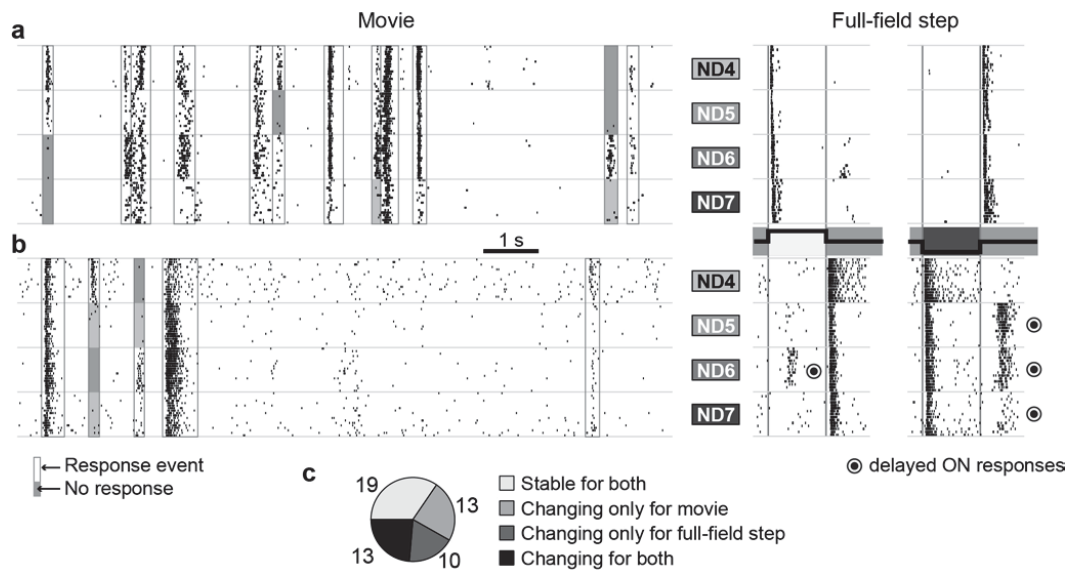 Movie
Full-field step
a
ND4
ND5
ND6
ND7
1 s
b
ND4
ND5
ND6
ND7
Response event
No response
delayed ON responses
c
19
13
13
10
Stable for both
Changing only for movie
Changing only for full-field step
Changing for both